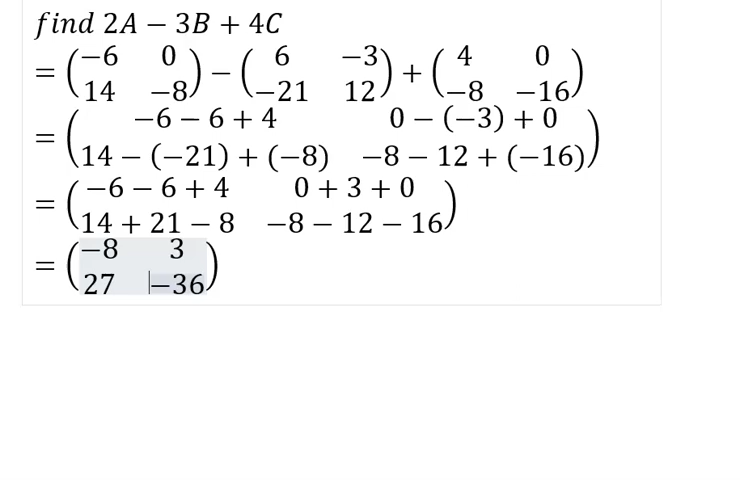 find 2A − 3B + 4C
= (−6 0 14 −8) − (6 −3 −21 12) + (4 0 −8 −16)
= (−6 − 6 + 4 0 − (−3) + 0 14 − (−21) + (−8) −8 − 12 + (−16))
= (−6 − 6 + 4 0 + 3 + 0 14 + 21 − 8 −8 − 12 − 16)
= (−8 3 27 −36)